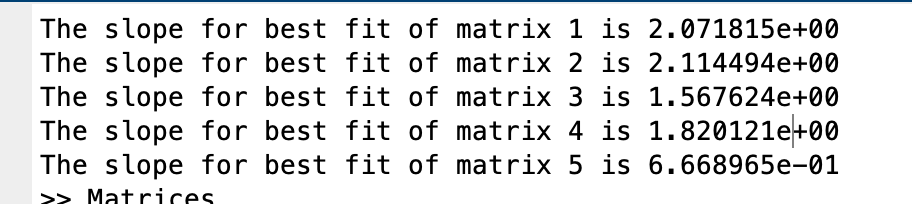 The slope for best fit of matrix 1 is 2.071815e+00
The slope for best fit of matrix 2 is 2.114494e+00
The slope for best fit of matrix 3 is 1.567624e+00
The slope for best fit of matrix 4 is 1.820121e+00
The slope for best fit of matrix 5 is 6.668965e-01
>> Matrices